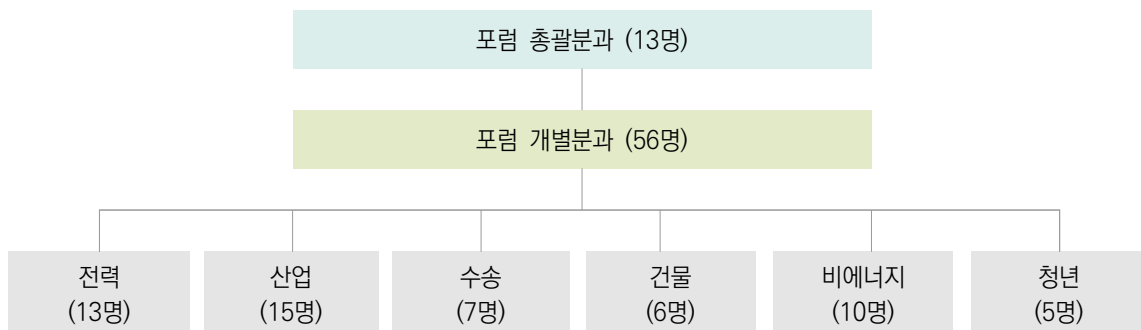 포럼 총괄분과 (13명)
포럼 개별분과 (56명)
전력
(13명)
산업
(15명)
수송
(7명)
건물
(6명)
비에너지
(10명)
청년
(5명)